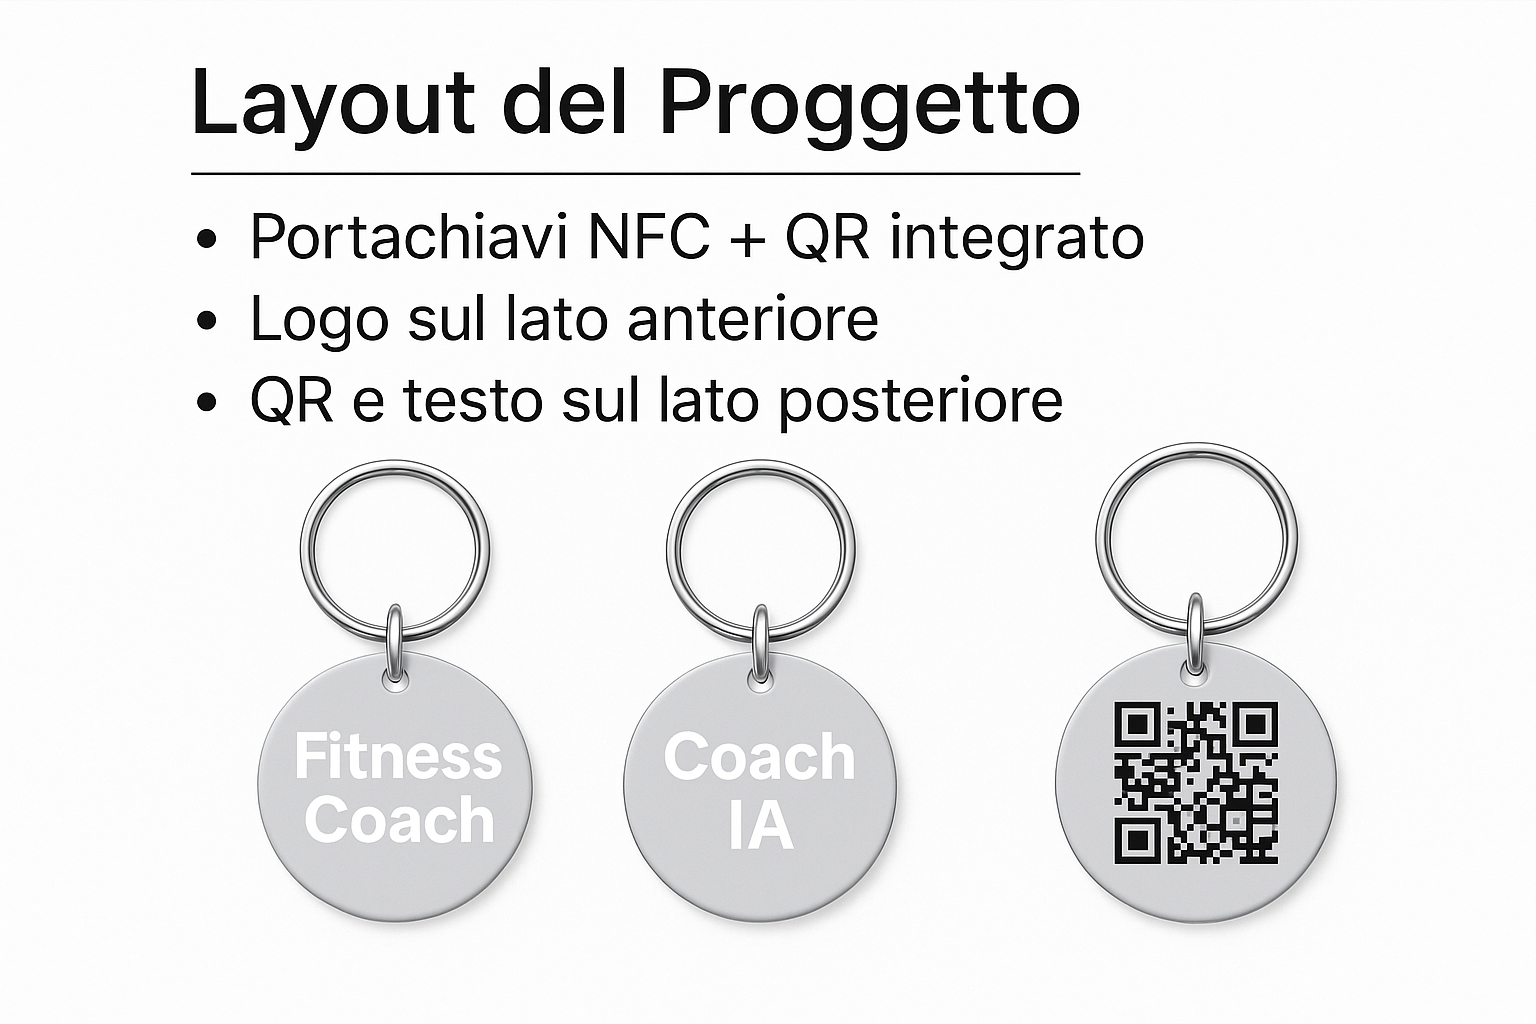 Layout del Proggetto
• Portachiavi NFC + QR integrato
• Logo sul lato anteriore
• QR e testo sul lato posteriore
Fitness
Coach
Coach
IA